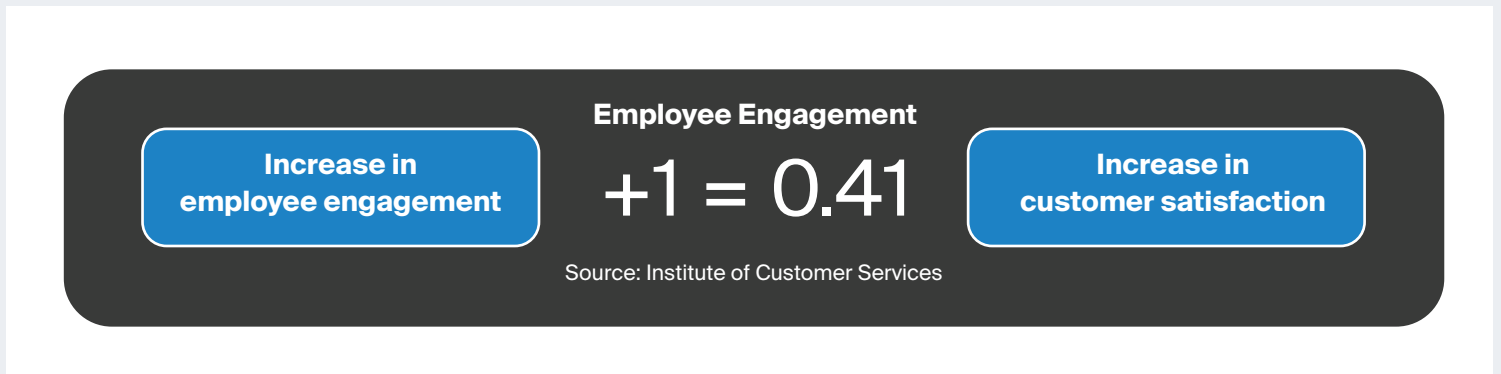 Employee Engagement
Increase in
employee engagement
+1 = 0.41
Increase in
customer satisfaction
Source: Institute of Customer Services